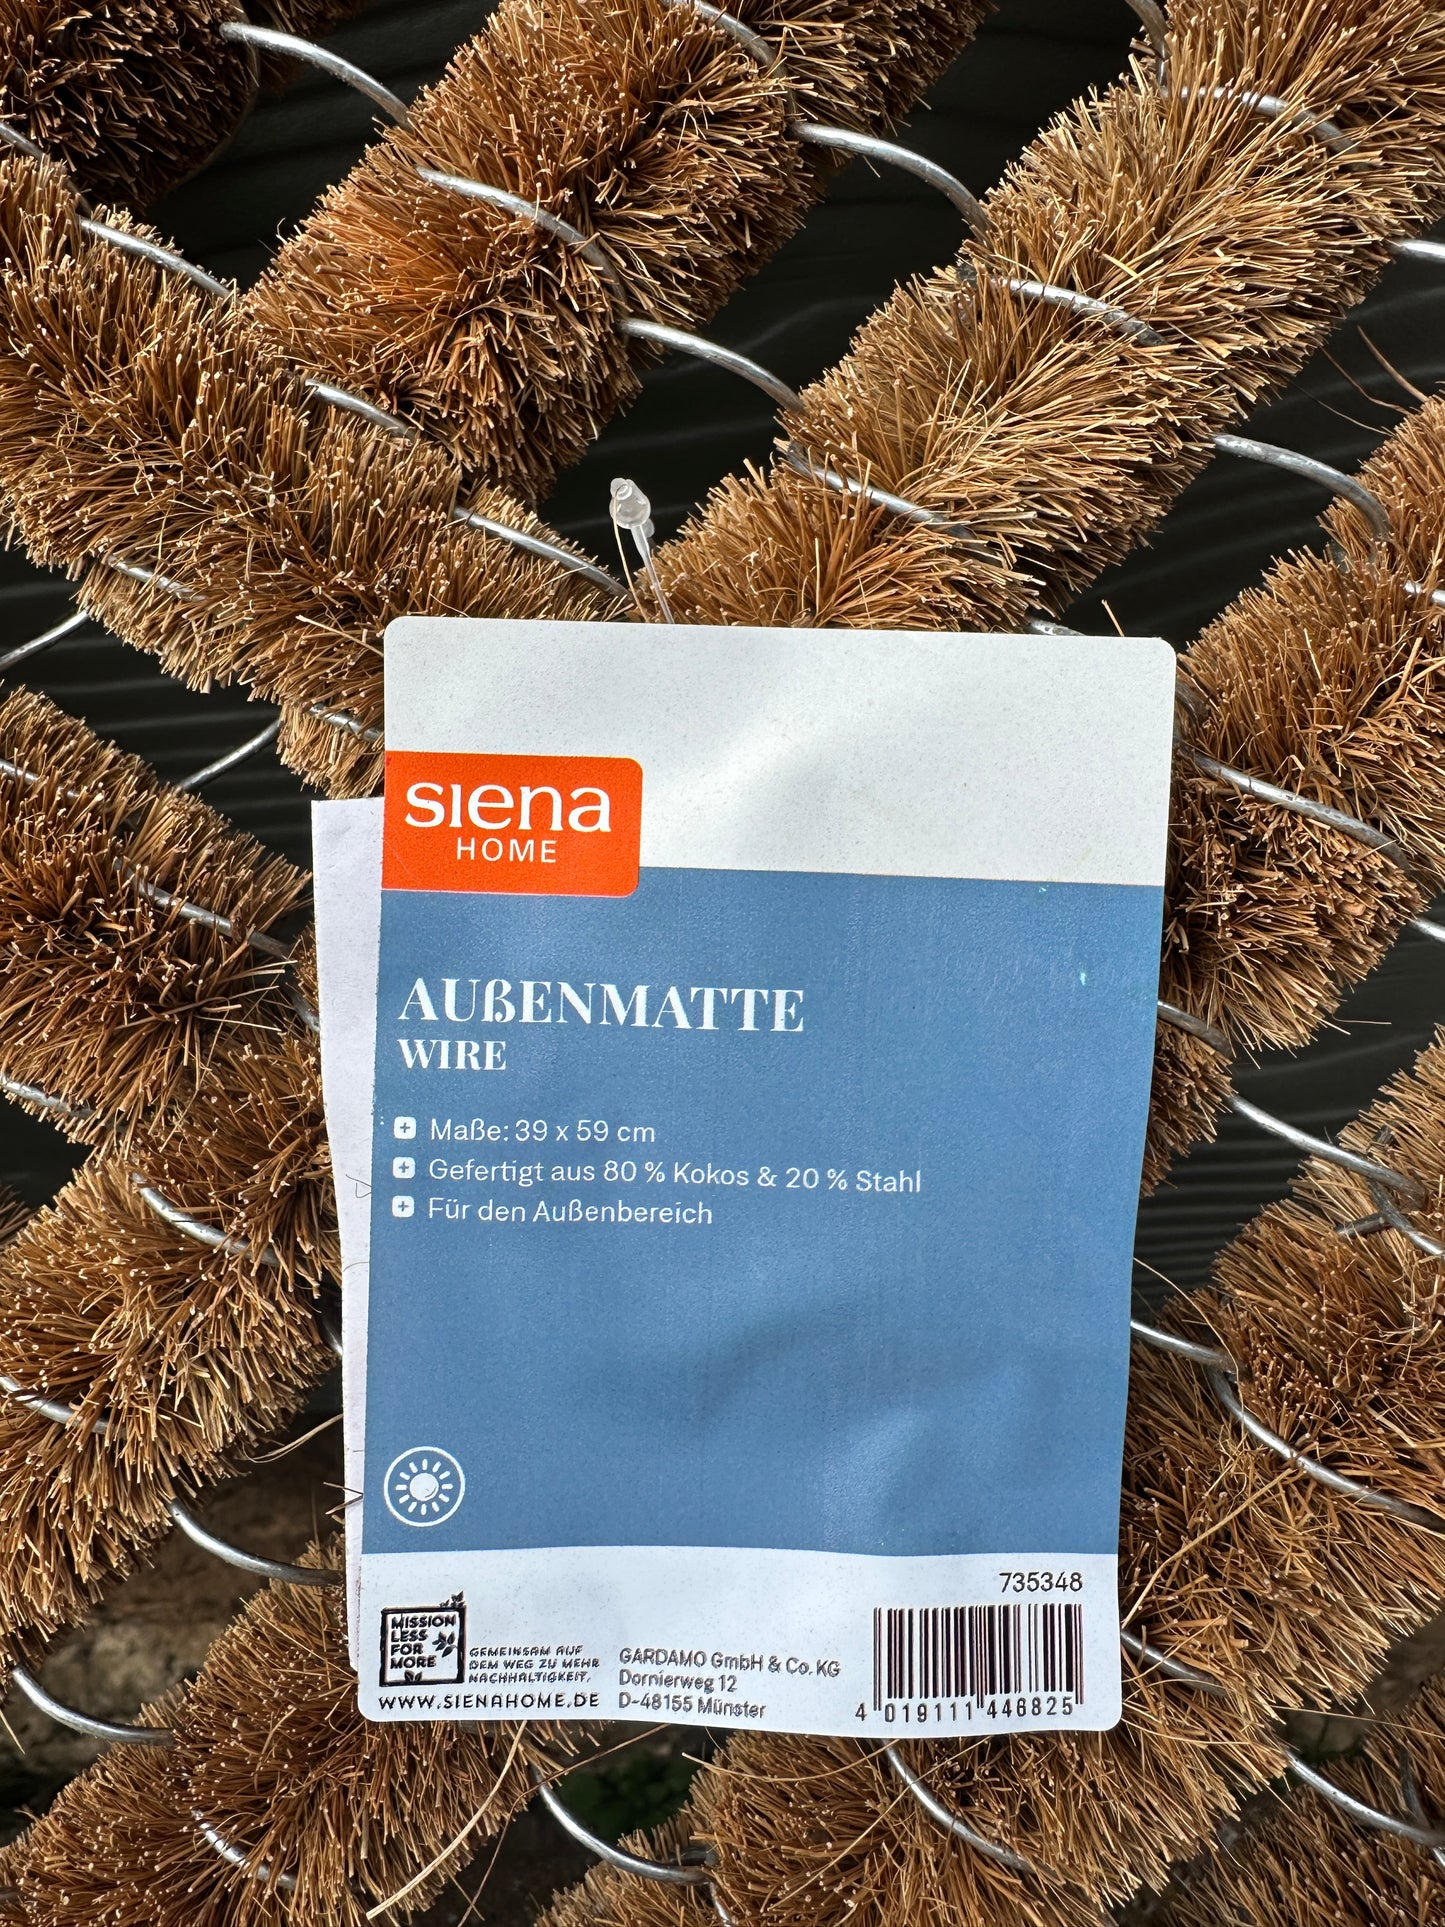 siena
HOME
AUßENMATTE
WIRE
Maße: 39 x 59 cm
Gefertigt aus 80 % Kokos & 20 % Stahl
Für den Außenbereich
735348
MISSION
LESS
FOR
MORE
GEMEINSAM AUF
DEM WEG ZU MEHR
NACHHALTIGKEIT.
WWW.SIENAHOME.DE
GARDAMO GmbH & Co. KG
Dornierweg 12
D-48155 Münster
4 019111 446825